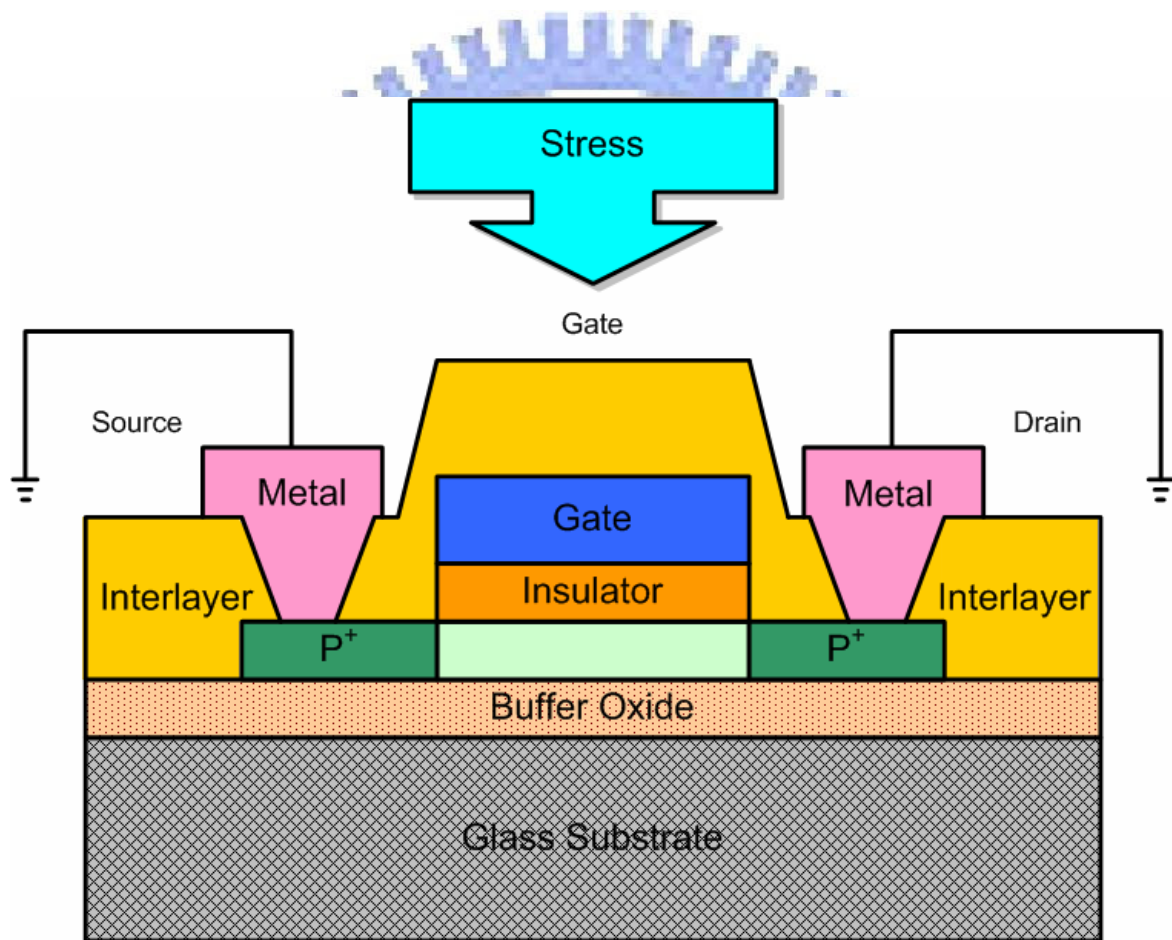 Stress
Gate
Source
Drain
Metal
Metal
Gate
Interlayer
Insulator
Interlayer
P+
P+
Buffer Oxide
Glass Substrate